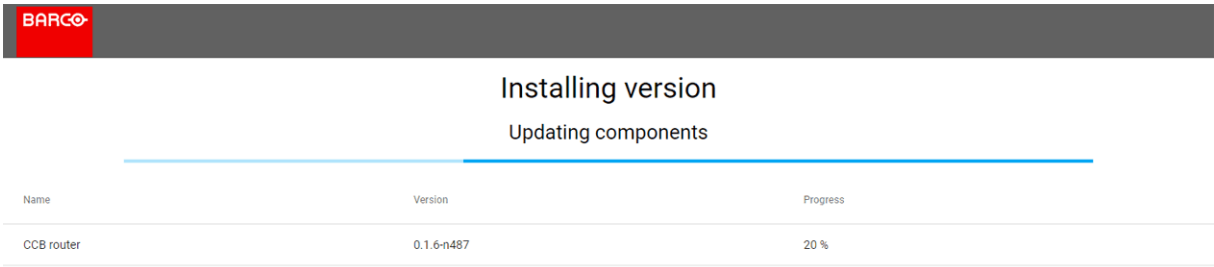 BARCO
Installing version
Updating components
Name Version Progress
CCB router 0.1.6-n487 20 %